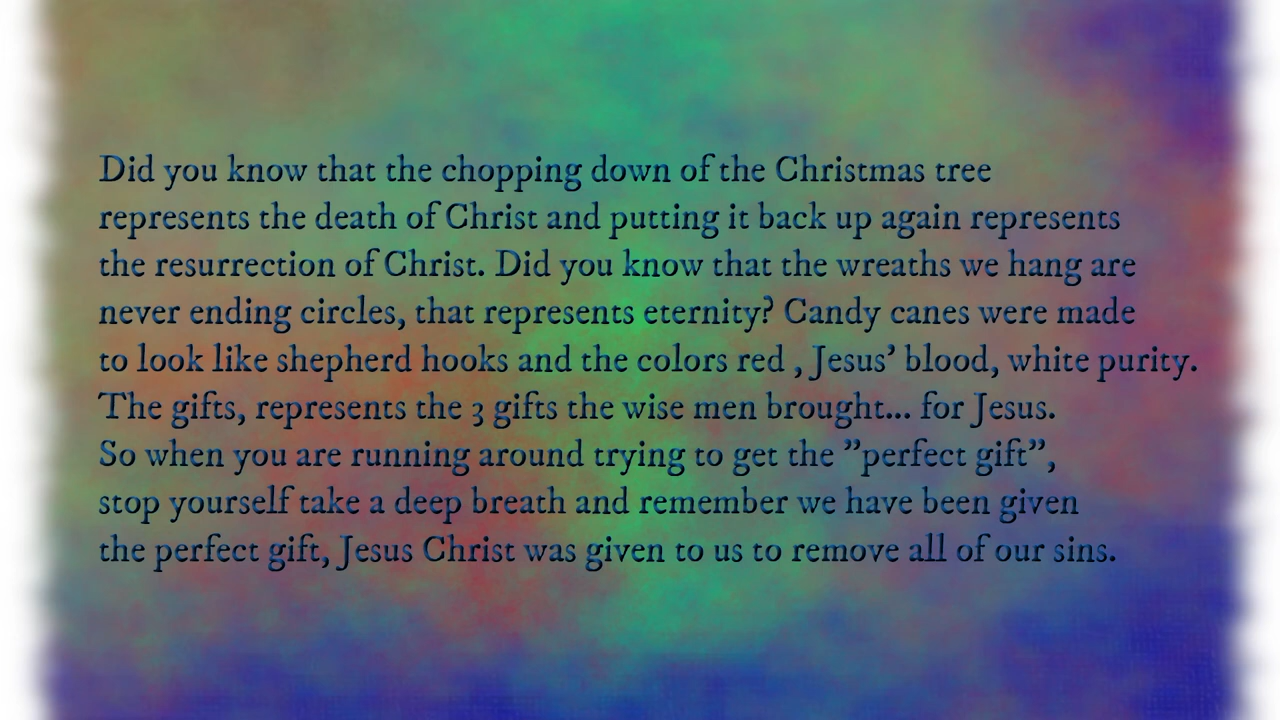 Did you know that the chopping down of the Christmas tree
represents the death of Christ and putting it back up again represents
the resurrection of Christ. Did you know that the wreaths we hang are
never ending circles, that represents eternity? Candy canes were made
to look like shepherd hooks and the colors red , Jesus’ blood, white purity.
The gifts, represents the 3 gifts the wise men brought... for Jesus.
So when you are running around trying to get the ”perfect gift”,
stop yourself take a deep breath and remember we have been given
the perfect gift, Jesus Christ was given to us to remove all of our sins.